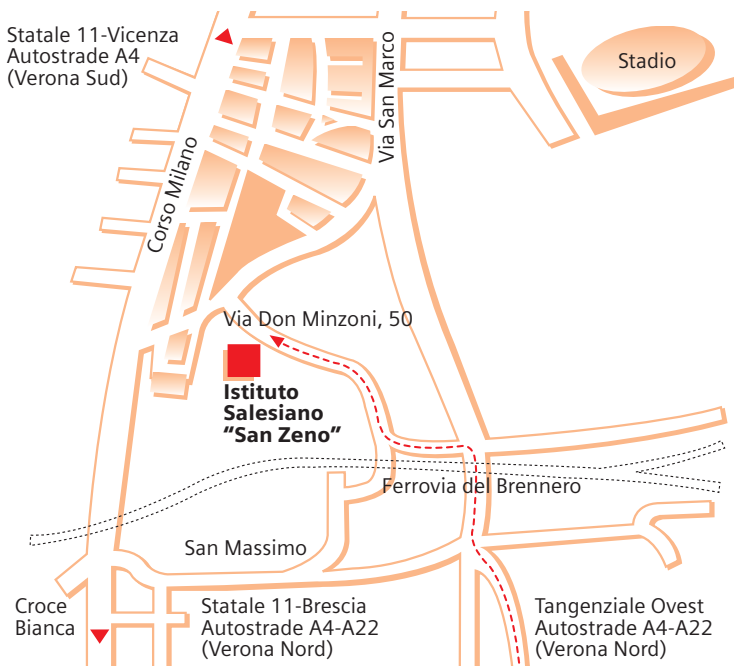 Statale 11-Vicenza
Autostrade A4
(Verona Sud)
Stadio
Via San Marco
Corso Milano
Via Don Minzoni, 50
Istituto
Salesiano
“San Zeno”
Ferrovia del Brennero
San Massimo
Croce
Bianca
Statale 11-Brescia
Autostrade A4-A22
(Verona Nord)
Tangenziale Ovest
Autostrade A4-A22
(Verona Nord)